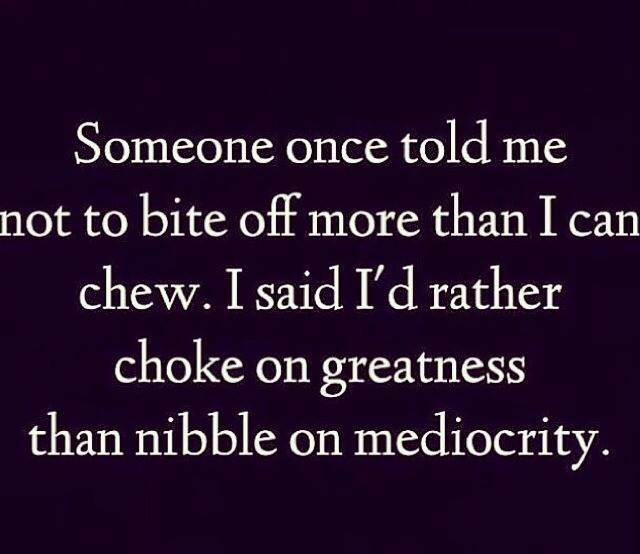 Someone once told me
not to bite off more than I can
chew. I said I'd rather
choke on greatness
than nibble on mediocrity.